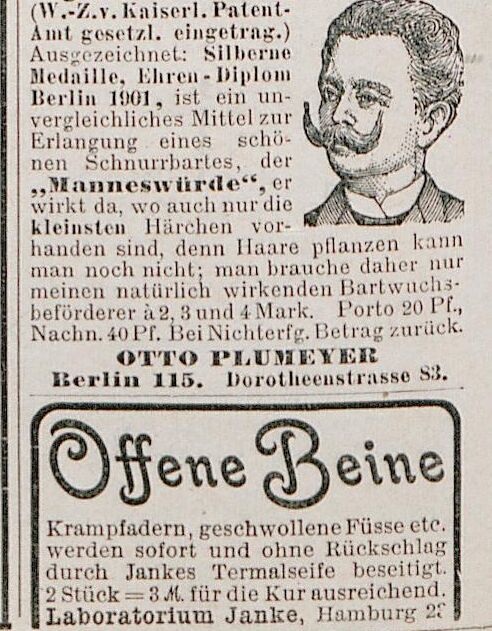 (W.-Z.v. Kaiserl. Patent-
Amt gesetzl. eingetrag.)
Ausgezeichnet: Silberne
Medaille, Ehren-Diplom
Berlin 1901, ist ein un-
vergleichliches Mittel zur
Erlangung eines schö-
nen Schnurrbartes, der
„Manneswürde“, er
wirkt da, wo auch nur die
kleinsten Härchen vor-
handen sind, denn Haare pflanzen kann
man noch nicht; man brauche daher nur
meinen natürlich wirkenden Bartwuchs-
beförderer à 2, 3 und 4 Mark. Porto 20 Pf.,
Nachn. 40 Pf. Bei Nichterfg. Betrag zurück.
OTTO PLUMEYER
Berlin 115. Dorotheenstrasse 83.
Offene Beine
Krampfadern, geschwollene Füsse etc.
werden sofort und ohne Rückschlag
durch Jankes Termalseife beseitigt.
2 Stück = 3 M. für die Kur ausreichend.
Laboratorium Janke, Hamburg